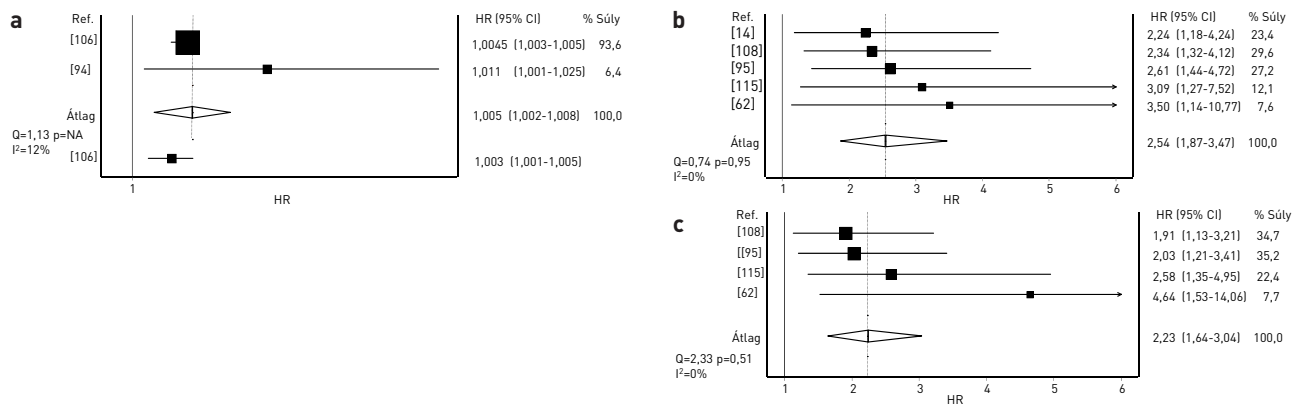 a
Ref. HR (95% CI) % Súly
[106] 1,0045 (1,003-1,005) 93,6
[94] 1,011 (1,001-1,025) 6,4
Átlag 1,005 (1,002-1,008) 100,0
Q=1,13 p=NA
I²=12%
[106] 1,003 (1,001-1,005)
1
HR
b
Ref. HR (95% CI) % Súly
[14] 2,24 (1,18-4,24) 23,4
[108] 2,34 (1,32-4,12) 29,6
[95] 2,61 (1,44-4,72) 27,2
[115] 3,09 (1,27-7,52) 12,1
[62] 3,50 (1,14-10,77) 7,6
Átlag 2,54 (1,87-3,47) 100,0
Q=0,74 p=0,95
I²=0%
1 2 3 4 5 6
HR
c
Ref. HR (95% CI) % Súly
[108] 1,91 (1,13-3,21) 34,7
[[95] 2,03 (1,21-3,41) 35,2
[115] 2,58 (1,35-4,95) 22,4
[62] 4,64 (1,53-14,06) 7,7
Átlag 2,23 (1,64-3,04) 100,0
Q=2,33 p=0,51
I²=0%
1 2 3 4 5 6
HR